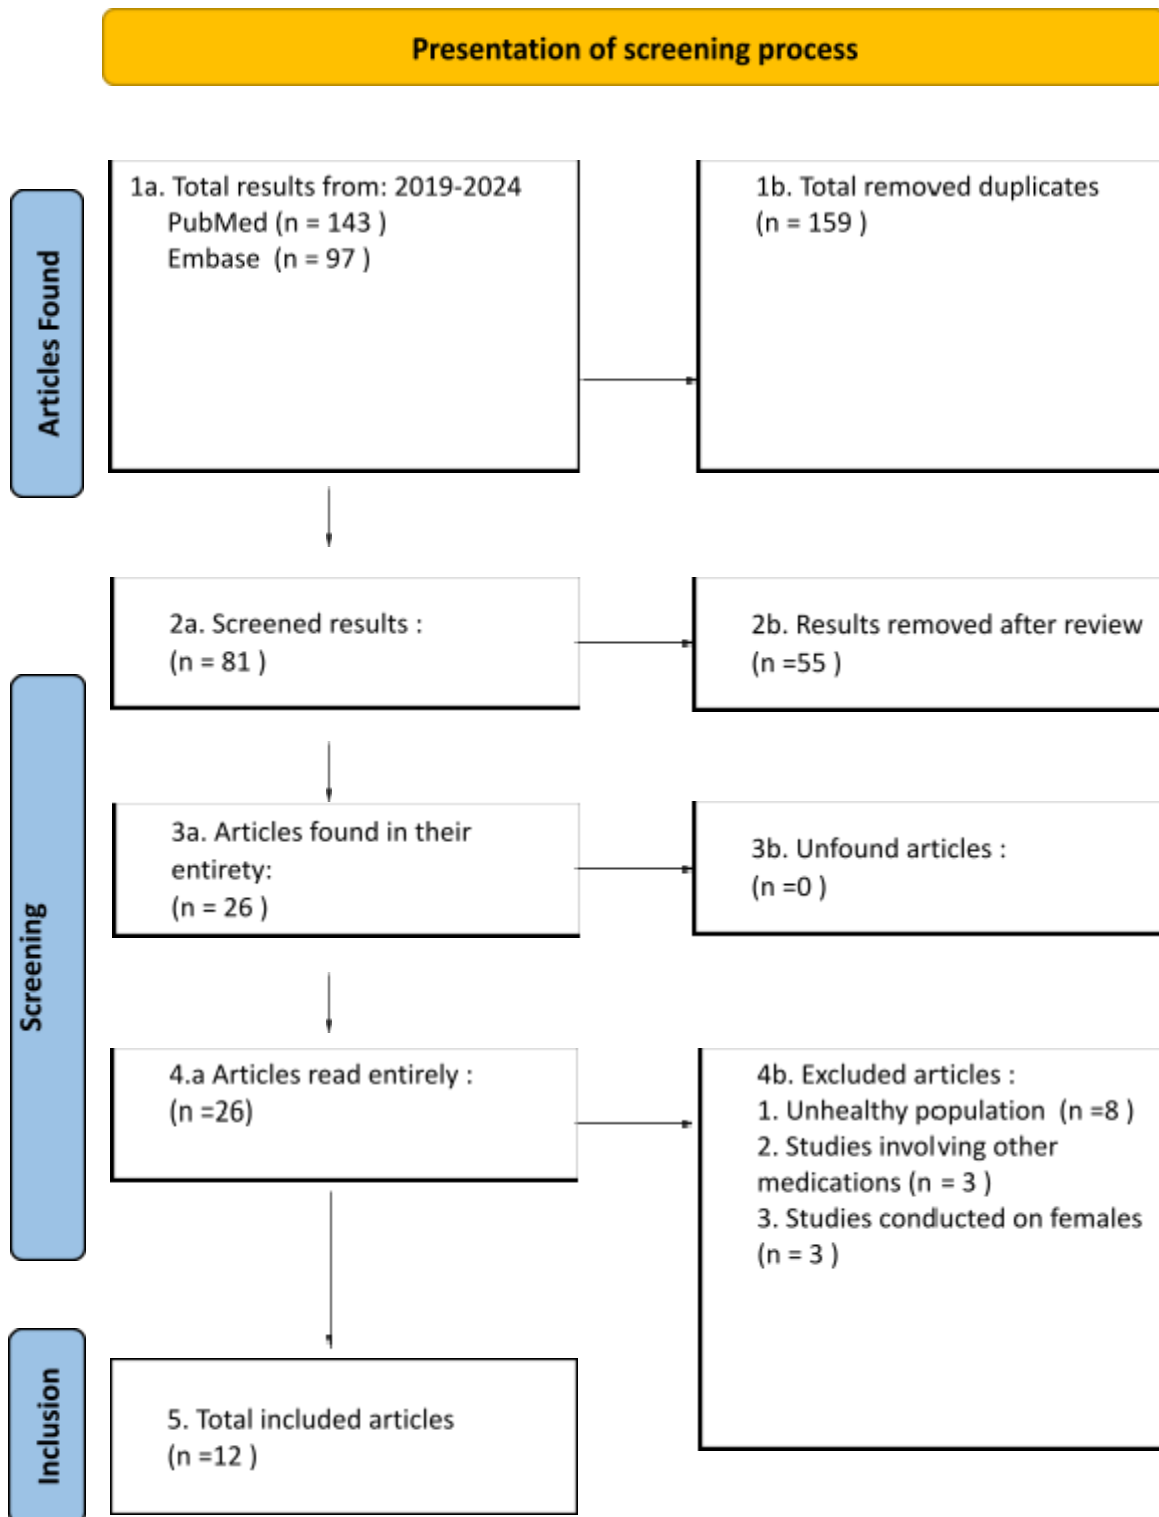 Presentation of screening process
Articles Found
1a. Total results from: 2019-2024
PubMed (n = 143 )
Embase  (n = 97 )
1b. Total removed duplicates
(n = 159 )
Screening
2a. Screened results :
(n = 81 )
2b. Results removed after review
(n =55 )
3a. Articles found in their
entirety:
(n = 26 )
3b. Unfound articles :
(n =0 )
4.a Articles read entirely :
(n =26)
4b. Excluded articles :
1. Unhealthy population  (n =8 )
2. Studies involving other
medications (n = 3 )
3. Studies conducted on females
(n = 3 )
Inclusion
5. Total included articles
(n =12 )